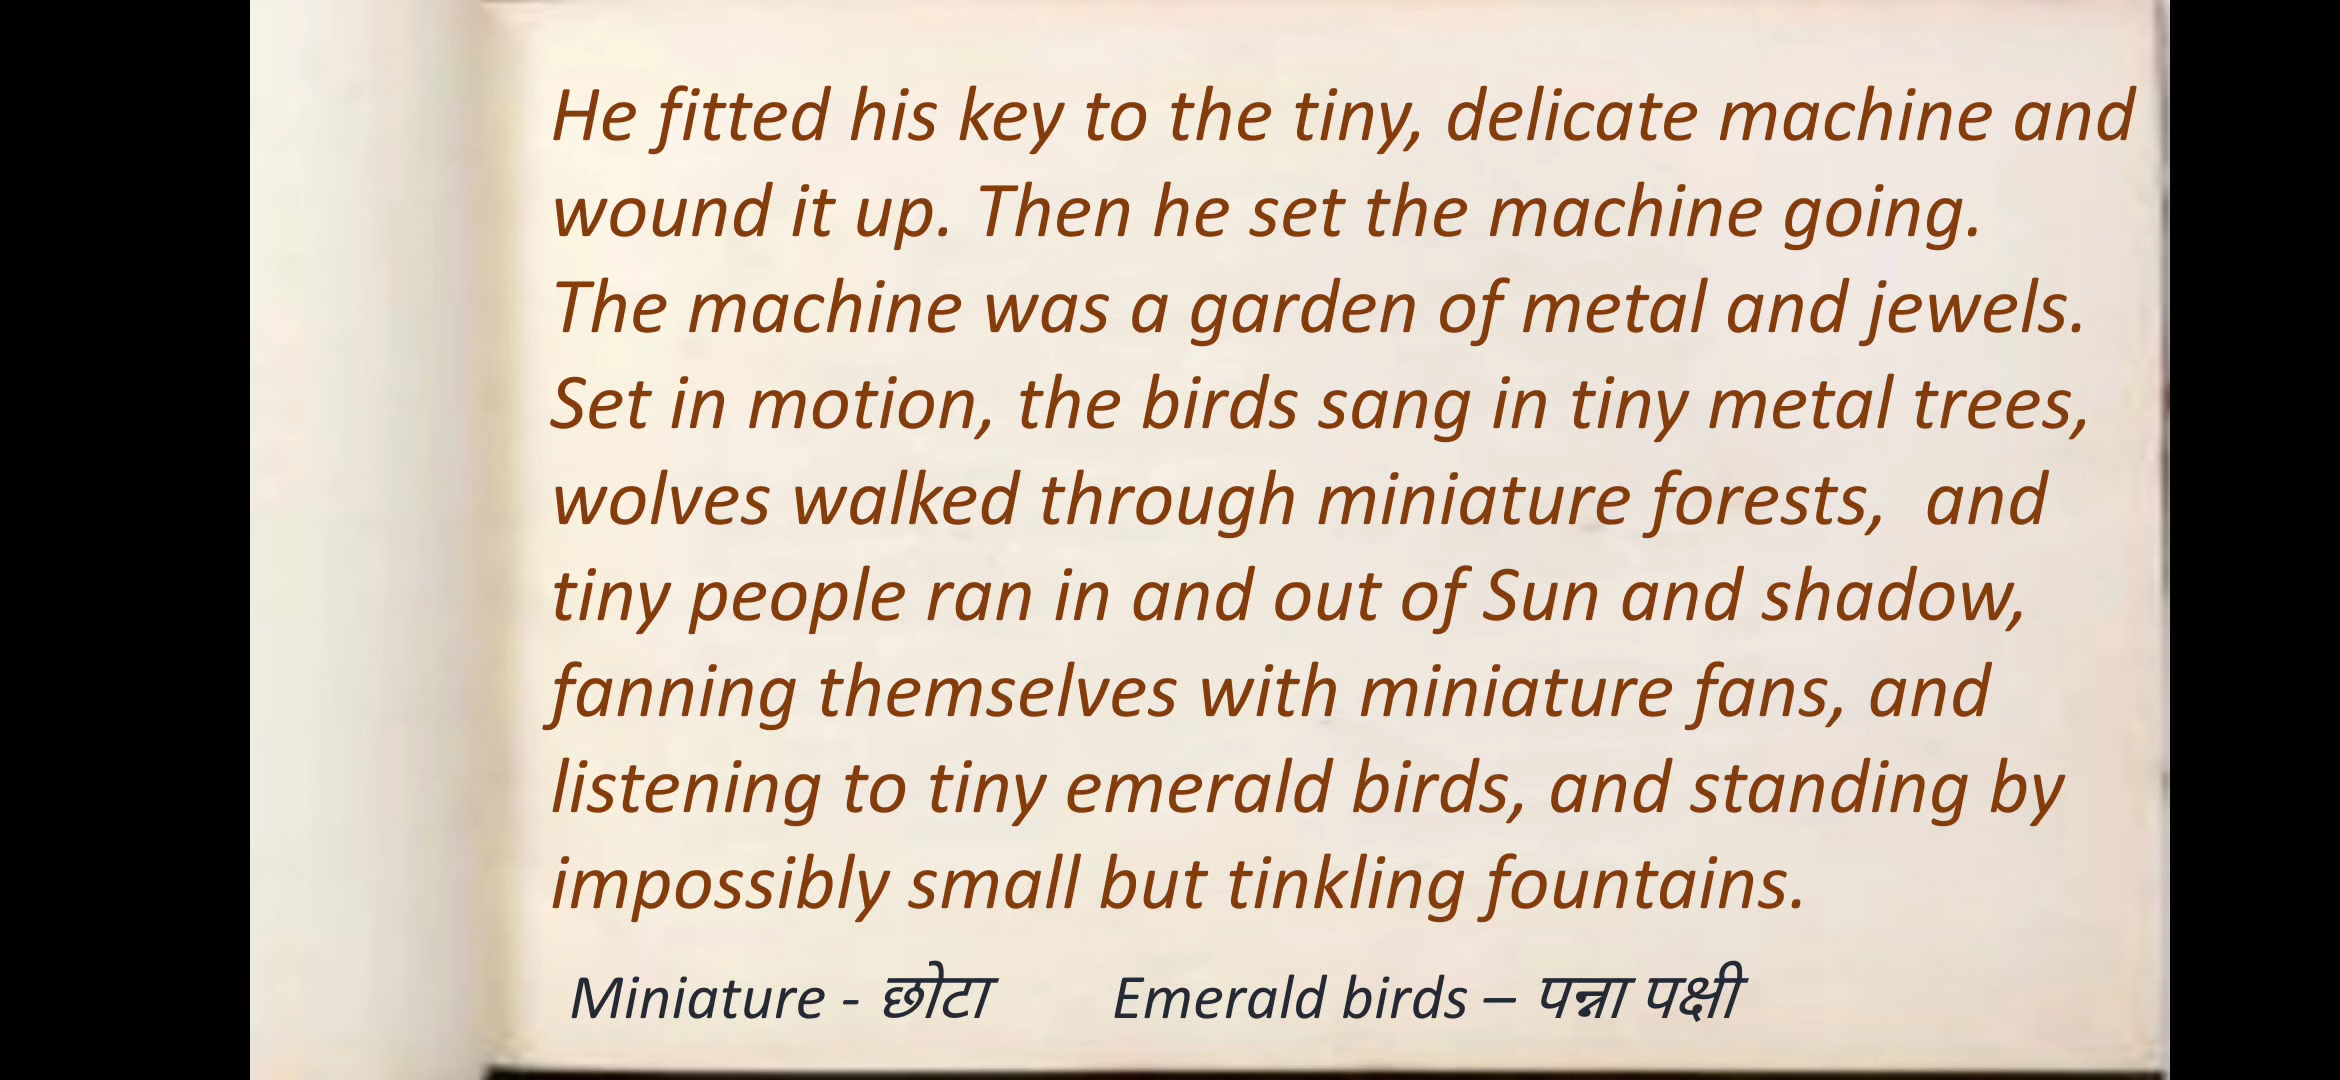 He fitted his key to the tiny, delicate machine and
wound it up. Then he set the machine going.
The machine was a garden of metal and jewels.
Set in motion, the birds sang in tiny metal trees,
wolves walked through miniature forests,  and
tiny people ran in and out of Sun and shadow,
fanning themselves with miniature fans, and
listening to tiny emerald birds, and standing by
impossibly small but tinkling fountains.
Miniature - छोटा Emerald birds – पन्ना पक्षी